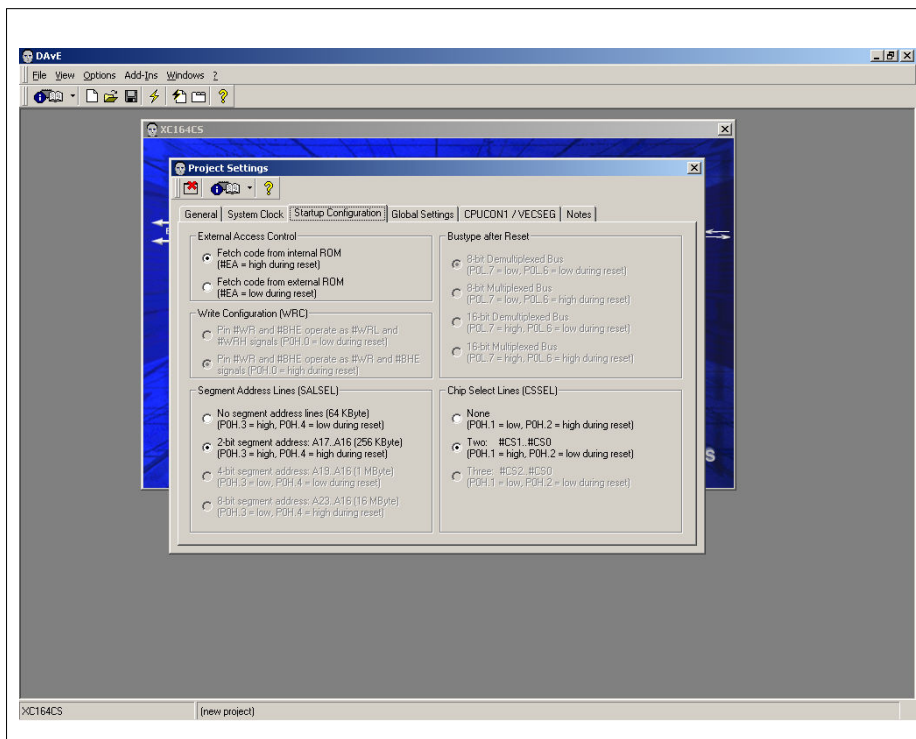 DAvE
File View Options Add-Ins Windows ?
XC164CS
Project Settings
General System Clock Startup Configuration Global Settings CPUCON1 / VECSEG Notes
External Access Control
Fetch code from internal ROM
(#EA = high during reset)
Fetch code from external ROM
(#EA = low during reset)
Write Configuration (WRC)
Pin #WR and #BHE operate as #WRL and
#WRH signals (P0H.0 = low during reset)
Pin #WR and #BHE operate as #WR and #BHE
signals (P0H.0 = high during reset)
Segment Address Lines (SALSEL)
No segment address lines (64 KByte)
(P0H.3 = high, P0H.4 = low during reset)
2-bit segment address: A17..A16 (256 KByte)
(P0H.3 = high, P0H.4 = high during reset)
4-bit segment address: A19..A16 (1 MByte)
(P0H.3 = low, P0H.4 = low during reset)
8-bit segment address: A23..A16 (16 MByte)
(P0H.3 = low, P0H.4 = high during reset)
Bustype after Reset
8-bit Demultiplexed Bus
(P0L.7 = low, P0L.6 = low during reset)
8-bit Multiplexed Bus
(P0L.7 = low, P0L.6 = high during reset)
16-bit Demultiplexed Bus
(P0L.7 = high, P0L.6 = low during reset)
16-bit Multiplexed Bus
(P0L.7 = high, P0L.6 = high during reset)
Chip Select Lines (CSSEL)
None
(P0H.1 = low, P0H.2 = high during reset)
Two: #CS1..#CS0
(P0H.1 = high, P0H.2 = low during reset)
Three: #CS2..#CS0
(P0H.1 = low, P0H.2 = low during reset)
S
XC164CS (new project)